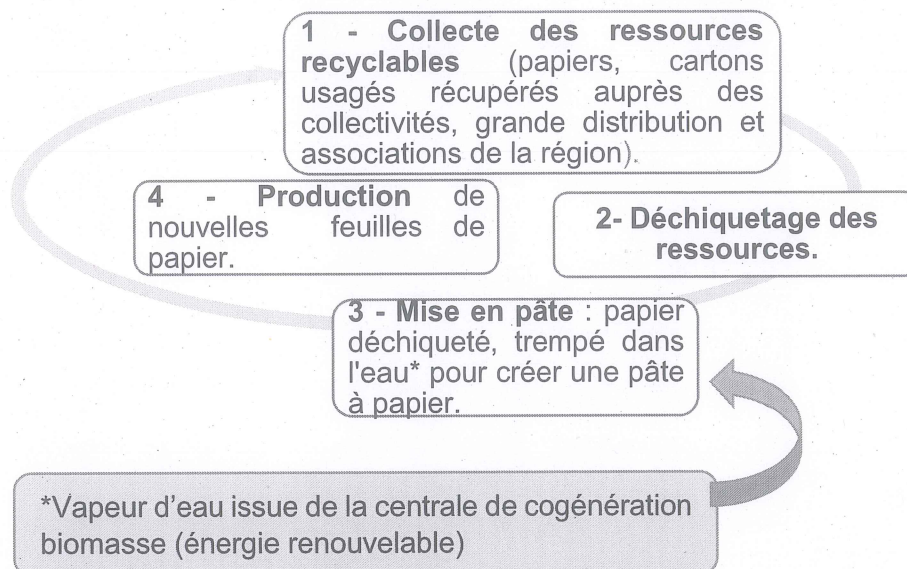 1 - Collecte des ressources
recyclables (papiers, cartons
usagés récupérés auprès des
collectivités, grande distribution et
associations de la région).
2- Déchiquetage des
ressources.
3 - Mise en pâte : papier
déchiqueté, trempé dans
l'eau* pour créer une pâte
à papier.
4 - Production de
nouvelles feuilles de
papier.
*Vapeur d'eau issue de la centrale de cogénération
biomasse (énergie renouvelable)